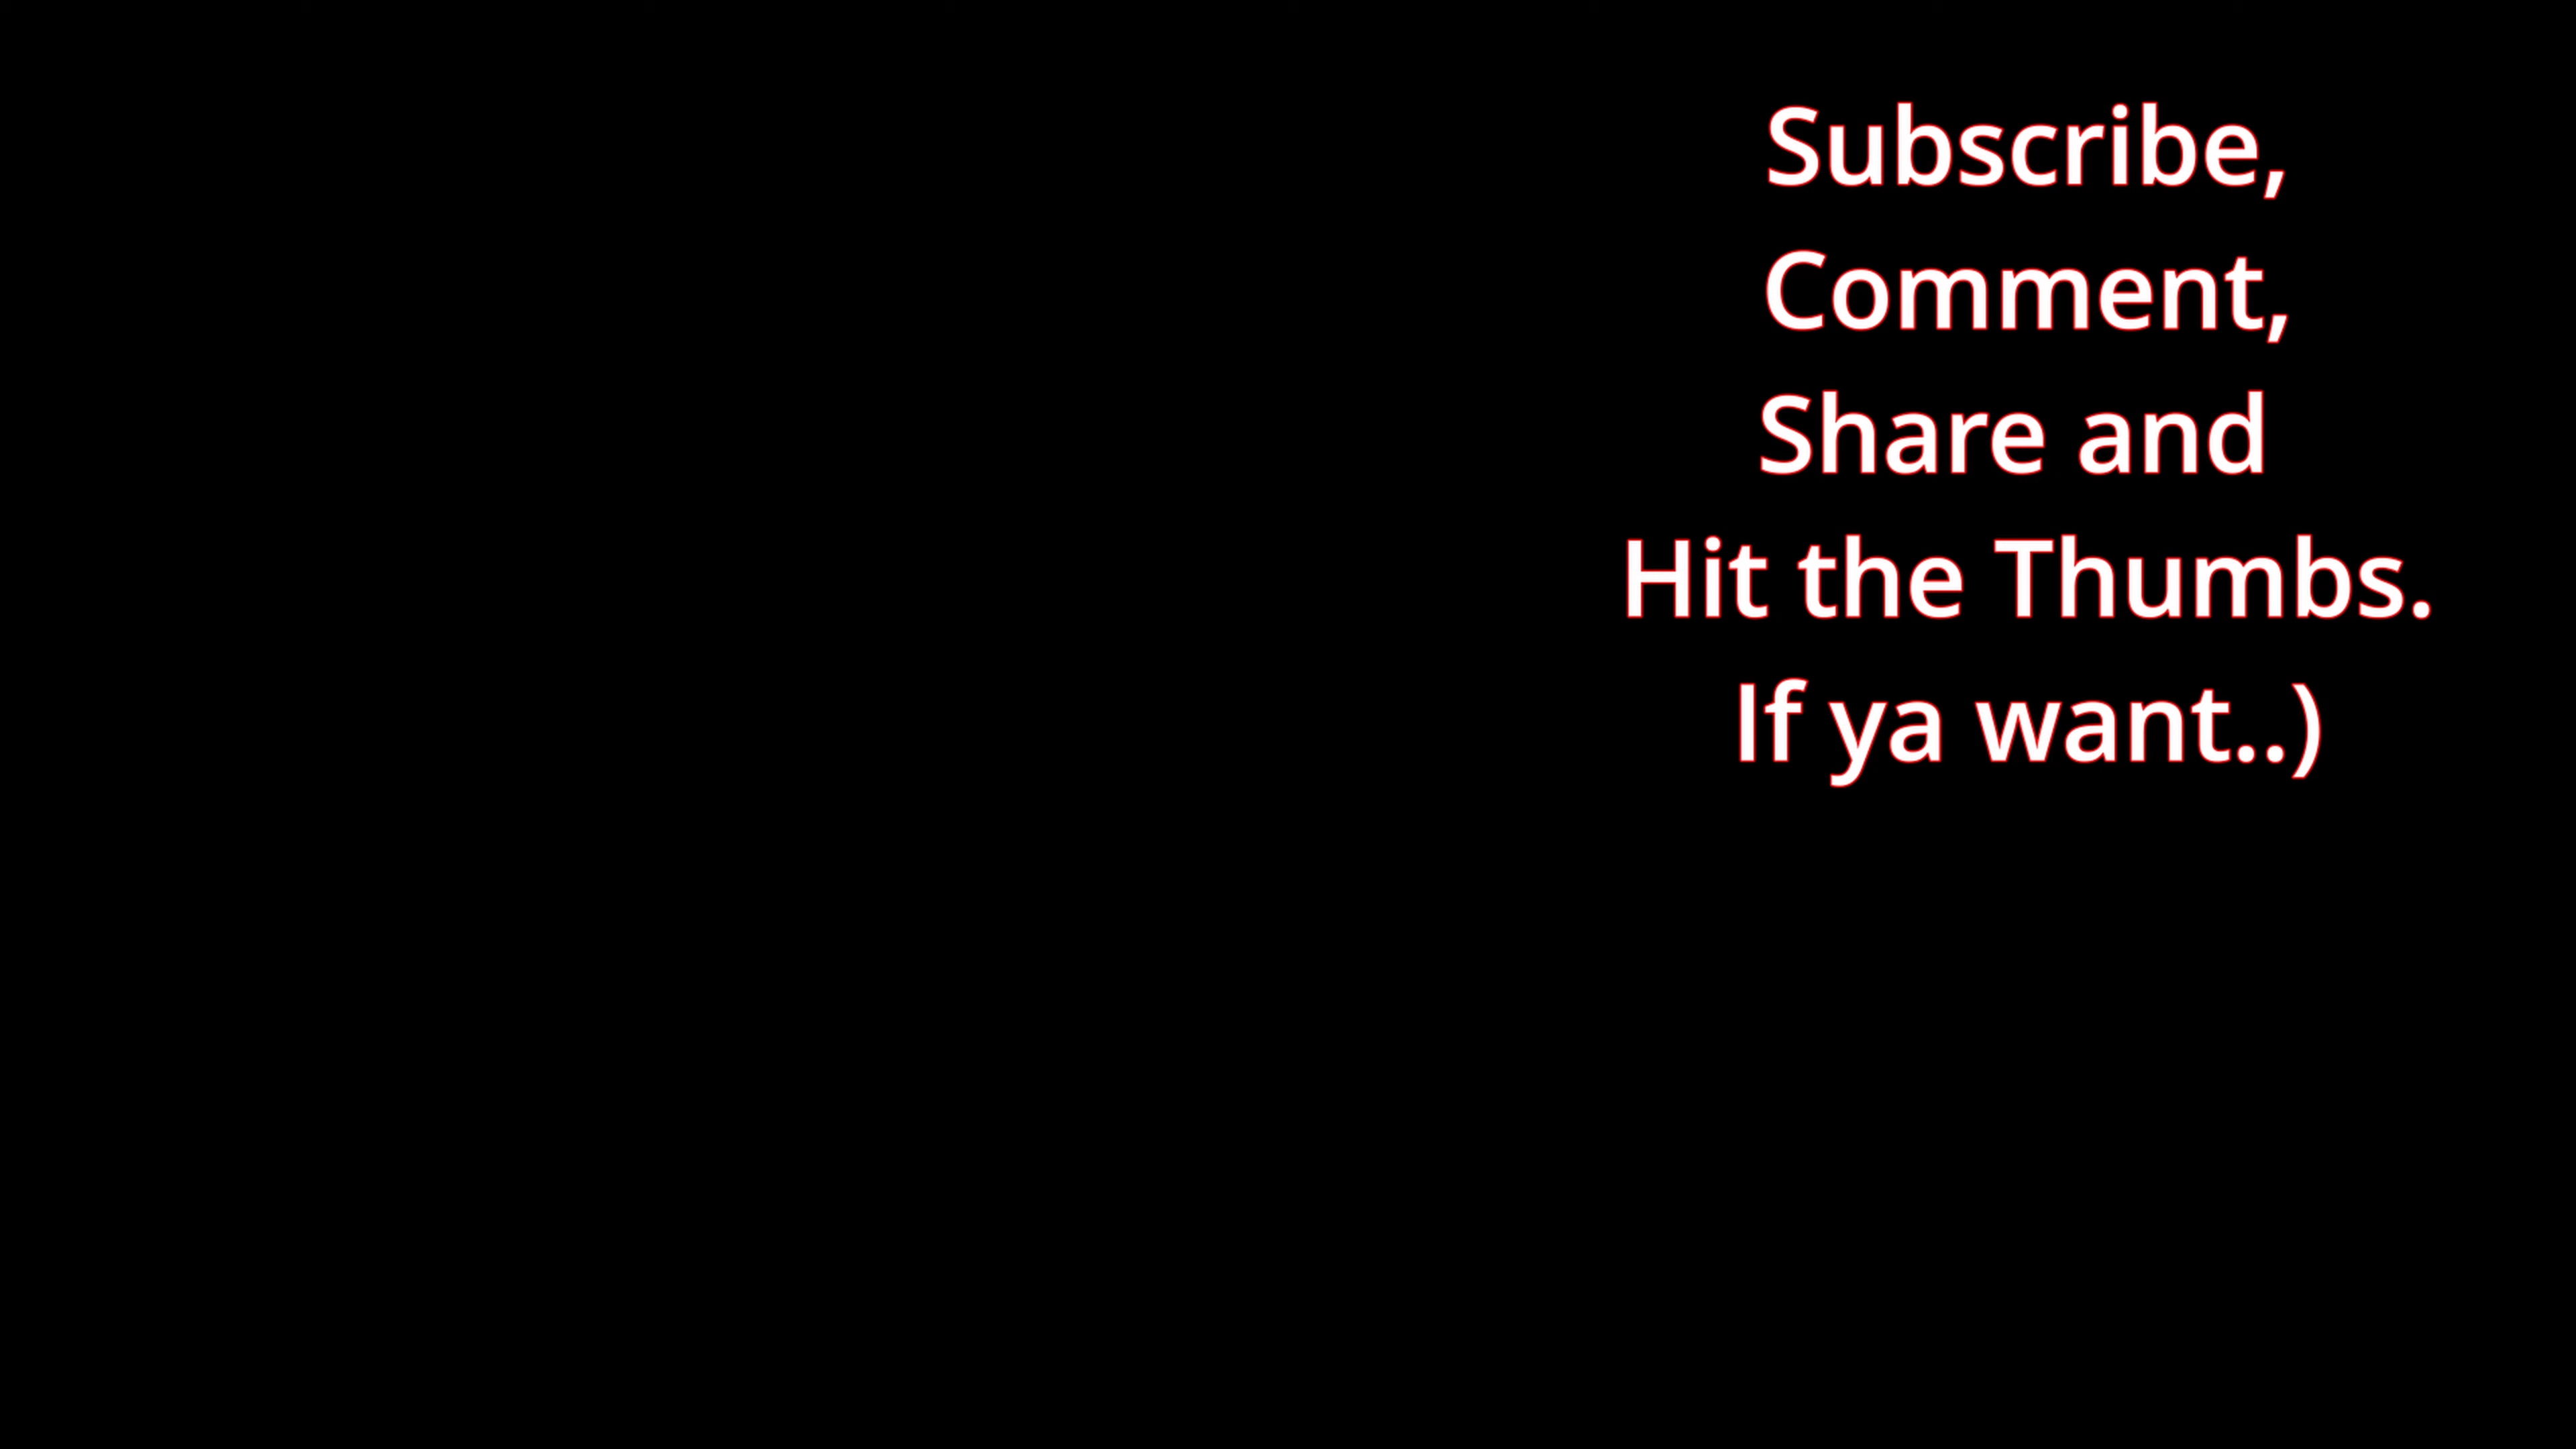 Subscribe,
Comment,
Share and
Hit the Thumbs.
If ya want..)